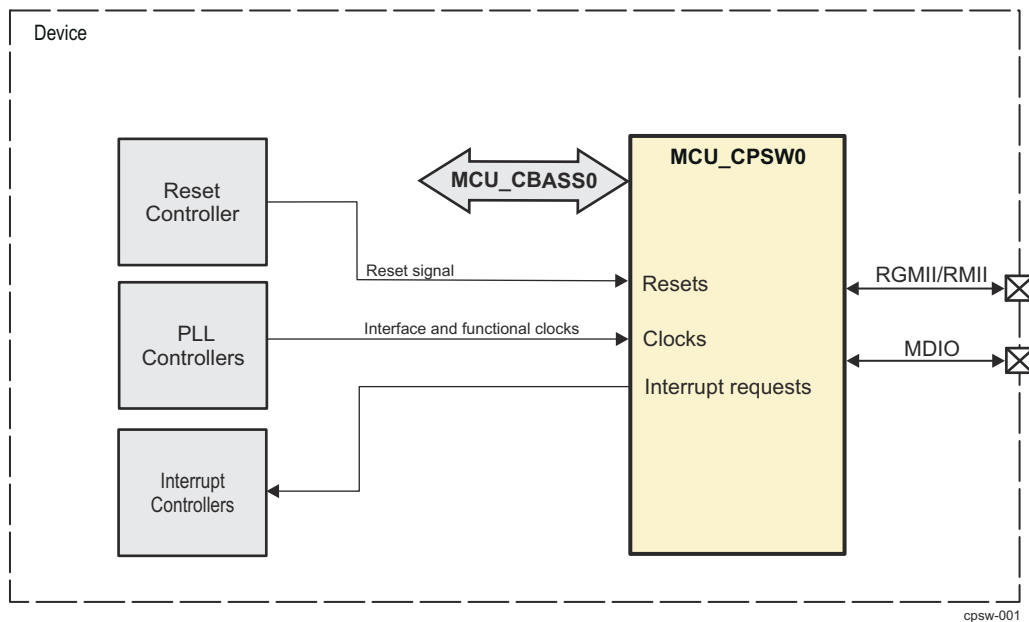 Device
Reset
Controller
MCU_CBASS0
MCU_CPSW0
Reset signal
Resets
RGMII/RMII
PLL
Controllers
Interface and functional clocks
Clocks
MDIO
Interrupt requests
Interrupt
Controllers
cpsw-001